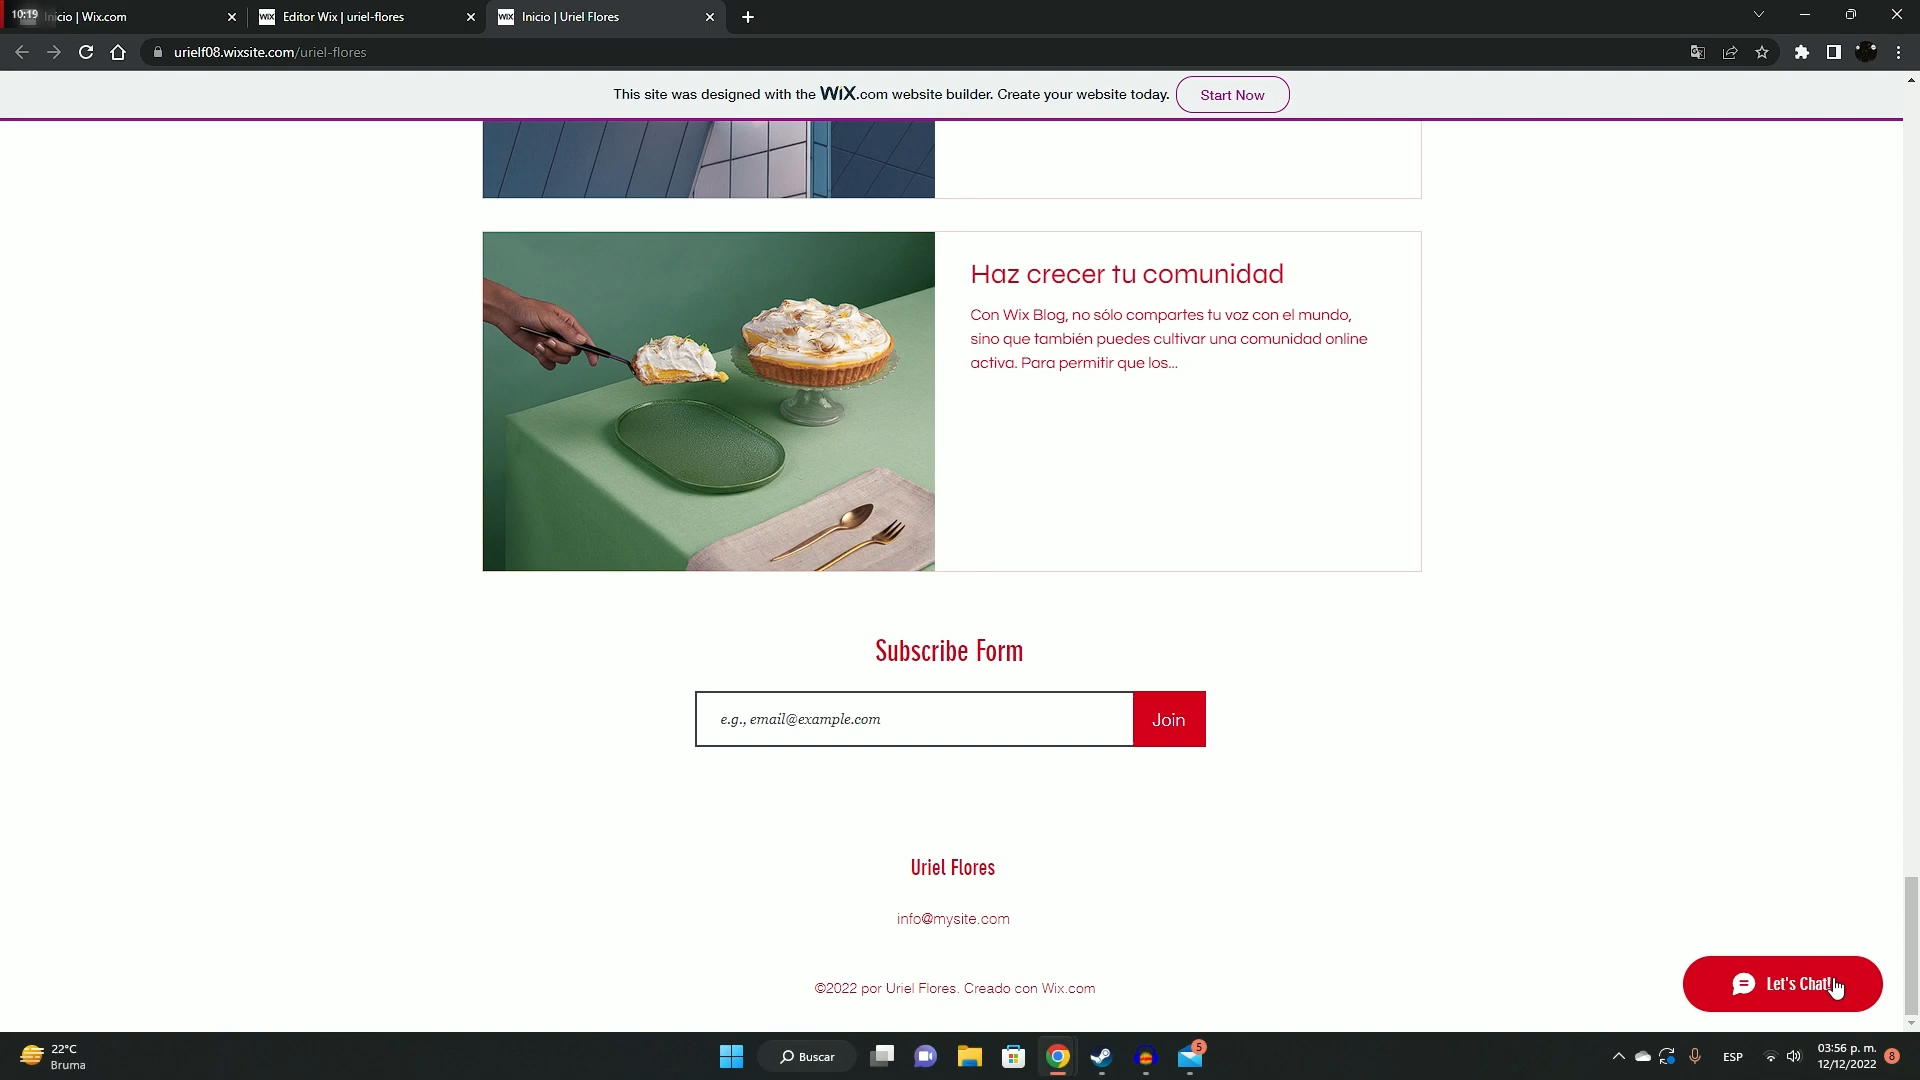 10:19
Inicio | Wix.com
WIX Editor Wix | uriel-flores
WIX Inicio | Uriel Flores
urielf08.wixsite.com/uriel-flores
This site was designed with the WiX.com website builder. Create your website today. Start Now
Haz crecer tu comunidad
Con Wix Blog, no sólo compartes tu voz con el mundo,
sino que también puedes cultivar una comunidad online
activa. Para permitir que los...
Subscribe Form
e.g., email@example.com
Join
Uriel Flores
info@mysite.com
©2022 por Uriel Flores. Creado con Wix.com
Let's Chat!
22°C
Bruma
Buscar
5
ESP
03:56 p. m.
12/12/2022
8